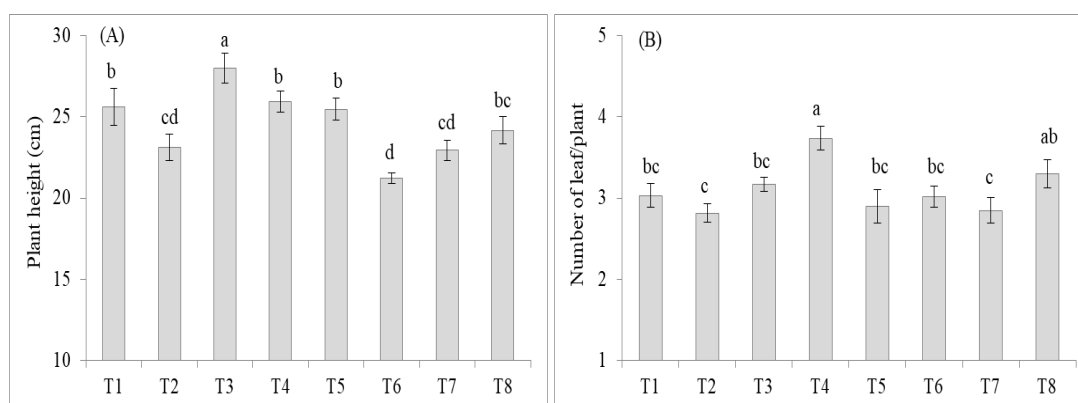 (A)
Plant height (cm)
30
25
20
15
10
b
cd
a
b
b
d
cd
bc
T1 T2 T3 T4 T5 T6 T7 T8
(B)
Number of leaf/plant
5
4
3
2
1
bc
c
bc
a
bc
bc
c
ab
T1 T2 T3 T4 T5 T6 T7 T8